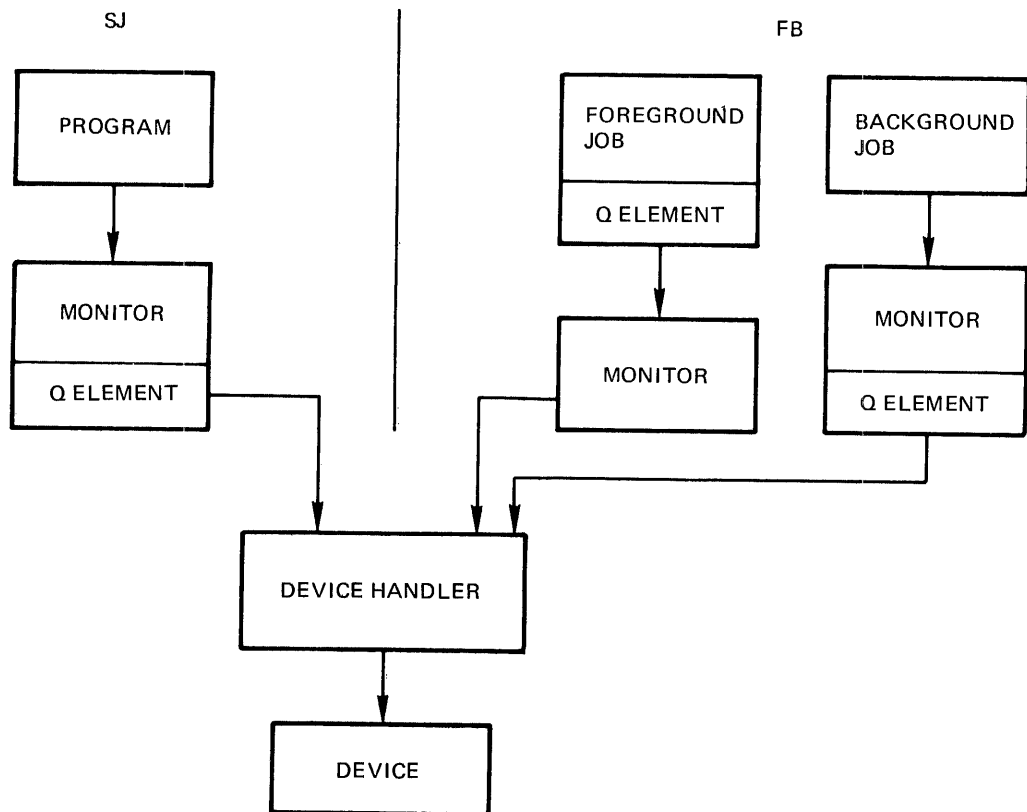 SJ
FB
PROGRAM
FOREGROUND
JOB
Q ELEMENT
BACKGROUND
JOB
MONITOR
Q ELEMENT
MONITOR
MONITOR
Q ELEMENT
DEVICE HANDLER
DEVICE